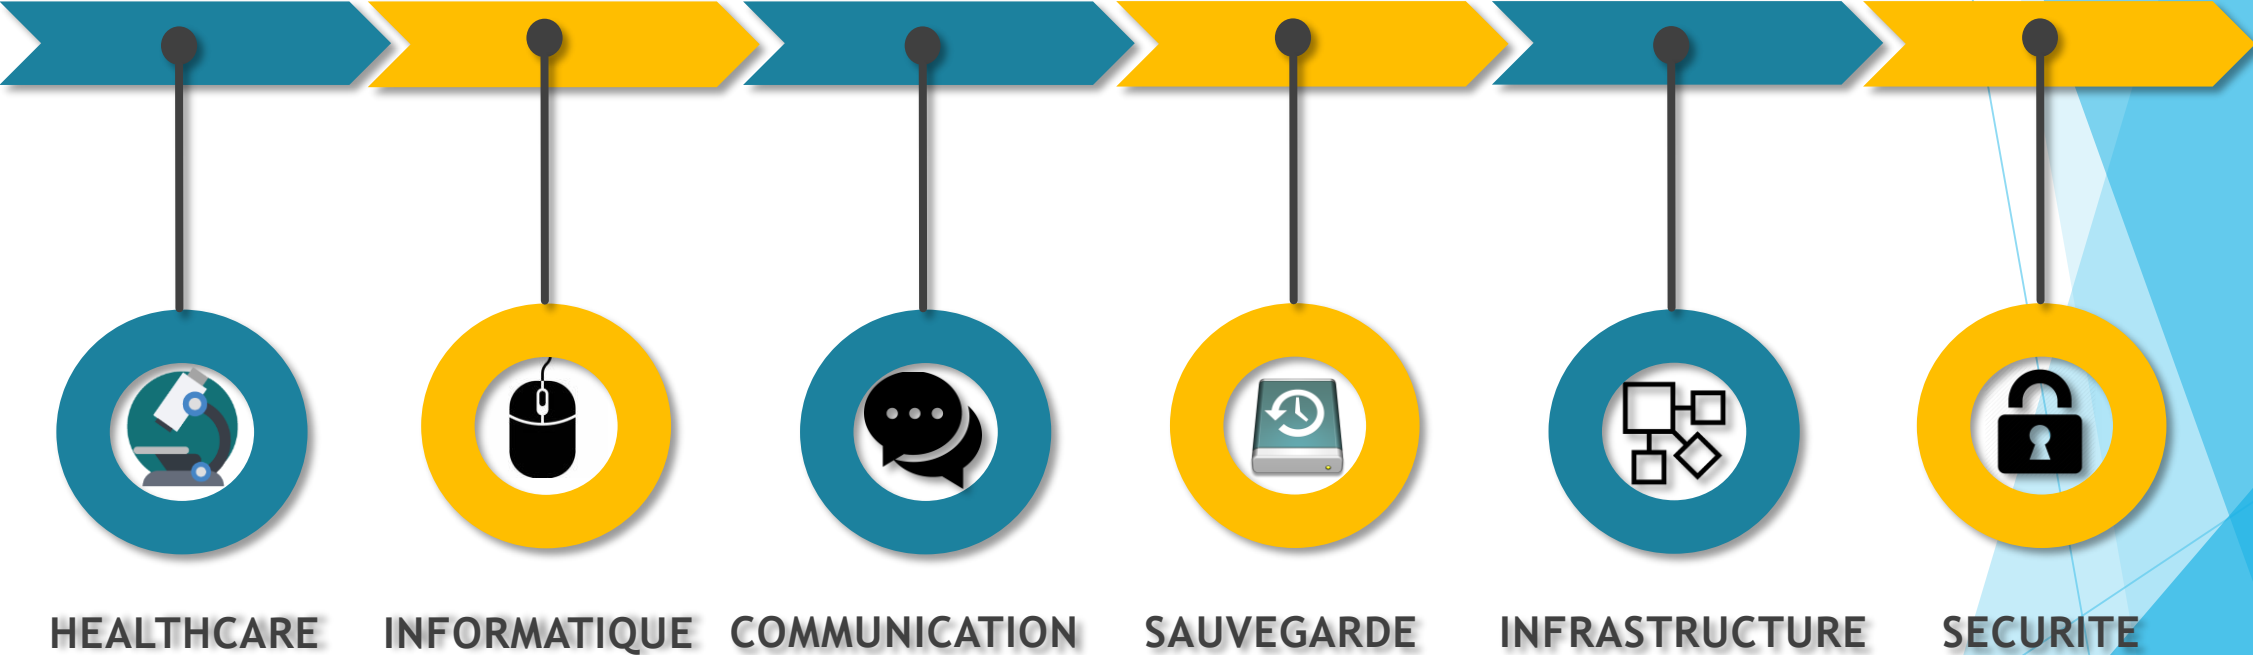 HEALTHCARE
INFORMATIQUE
COMMUNICATION
SAUVEGARDE
INFRASTRUCTURE
SECURITE